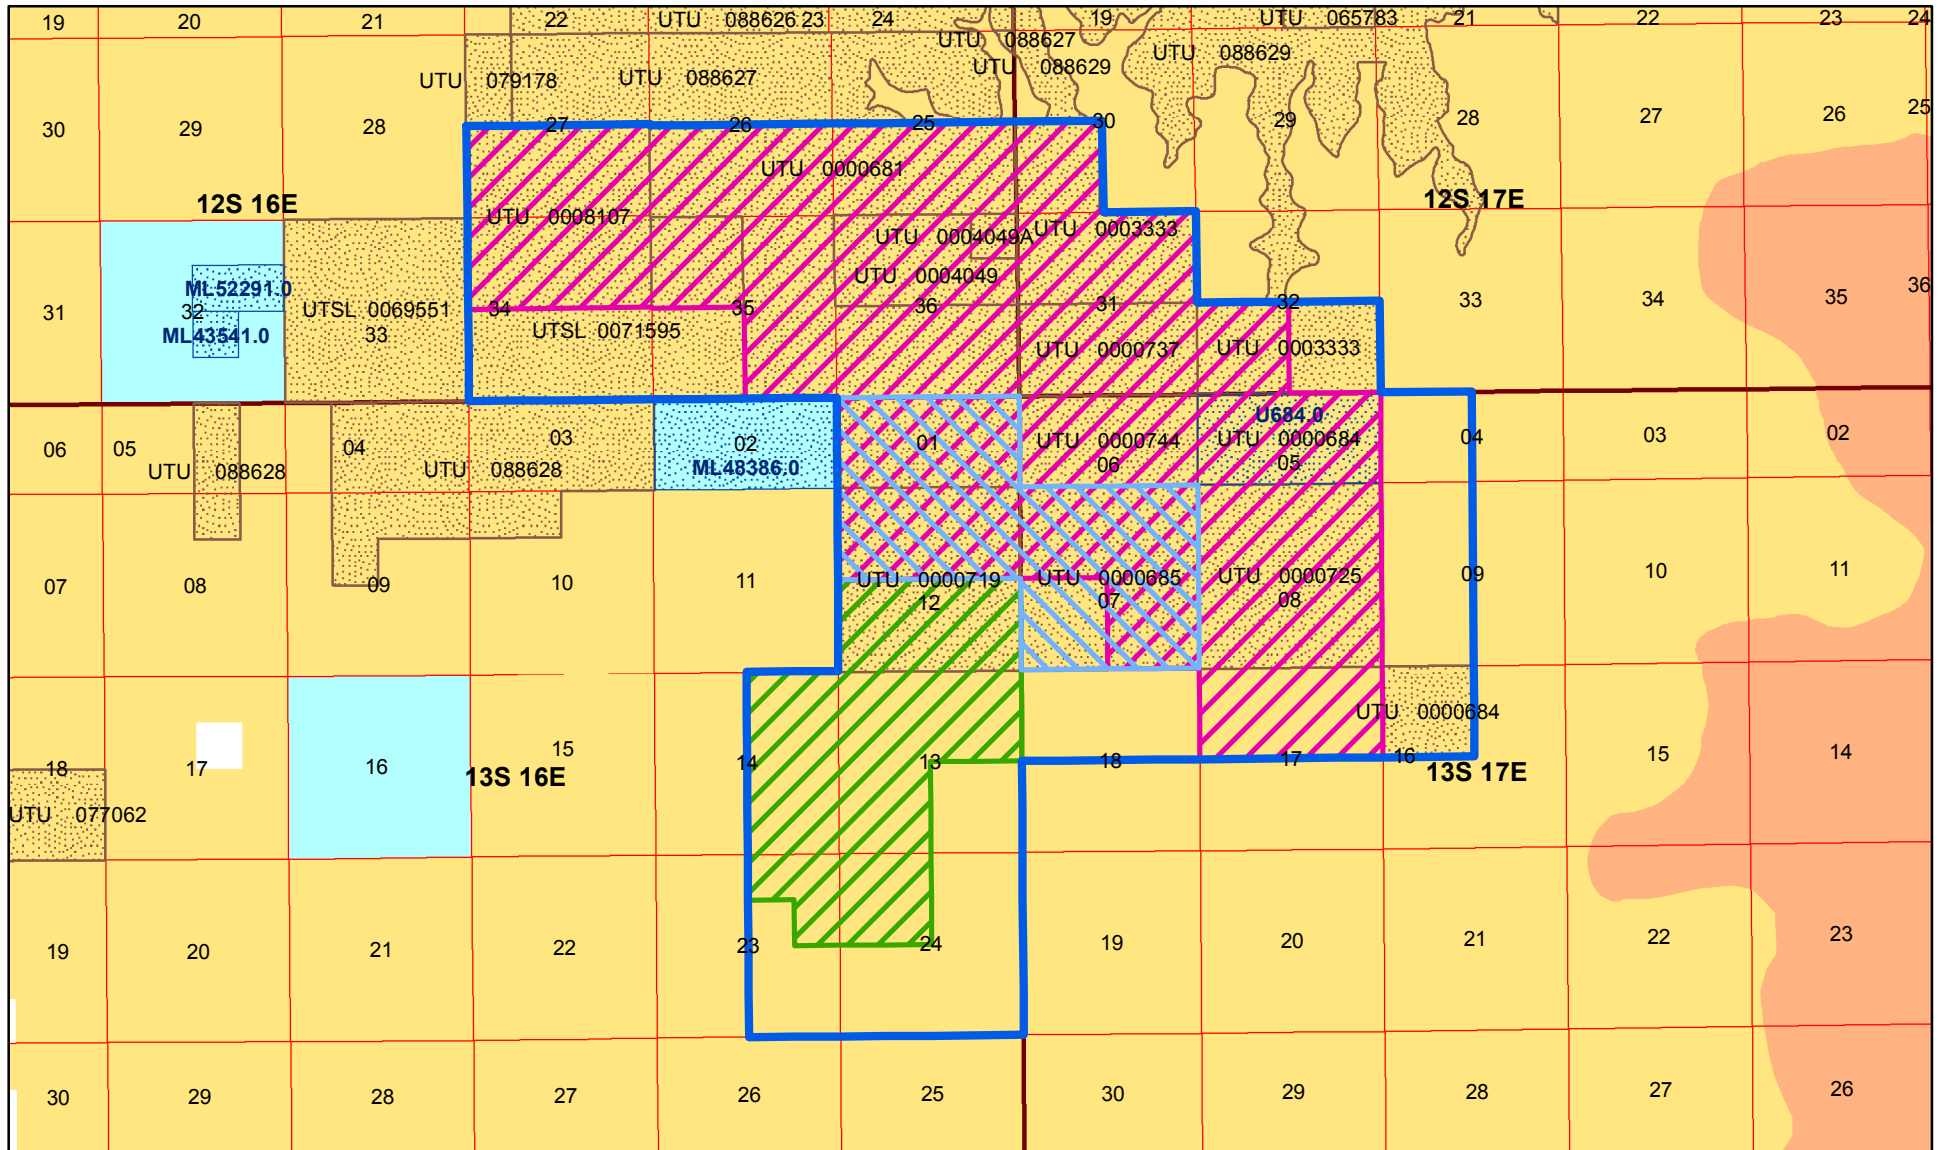 19 20 21 22 UTU 088626 23 24 19 UTU 065783 21 22 23 24
UTU 088627
UTU 088629
UTU 088629
UTU 079178 UTU 088627
30 29 28 27 26 25 30 29 28 27 26 25
UTU 0000681
12S 16E 12S 17E
UTU 0008107
UTU 0004049A UTU 0003333
UTU 0004049
ML52291.0
31 32 UTSL 0069551 34 35 36 31 32 33 34 35 36
ML43541.0 33 UTSL 0071595
UTU 0000737 UTU 0003333
U684.0
06 05 04 03 02 01 UTU 0000744 UTU 0000684 04 03 02
UTU 088628 UTU 088628 ML48386.0 06 05
07 08 09 10 11 UTU 0000719 UTU 0000685 UTU 0000725 09 10 11
12 07 08
UTU 0000684
18 17 16 15 14 13 18 17 16 15 14
13S 16E 13S 17E
UTU 077062
19 20 21 22 23 24 19 20 21 22 23
30 29 28 27 26 25 30 29 28 27 26